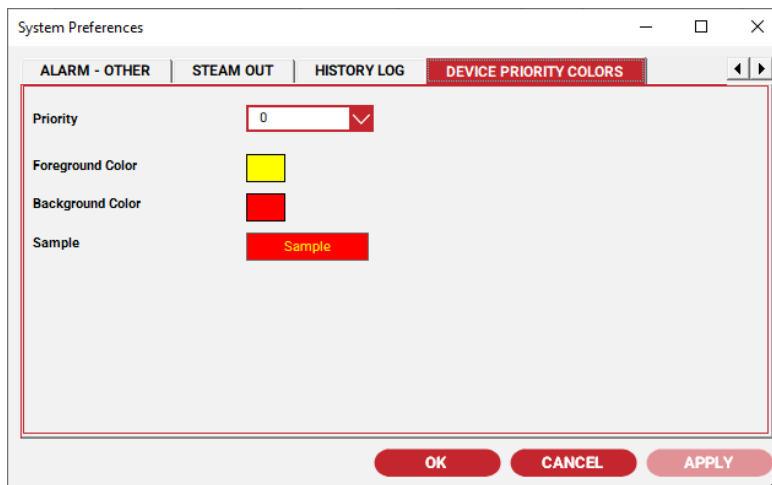 System Preferences
ALARM - OTHER STEAM OUT HISTORY LOG DEVICE PRIORITY COLORS
Priority 0
Foreground Color
Background Color
Sample Sample
OK CANCEL APPLY